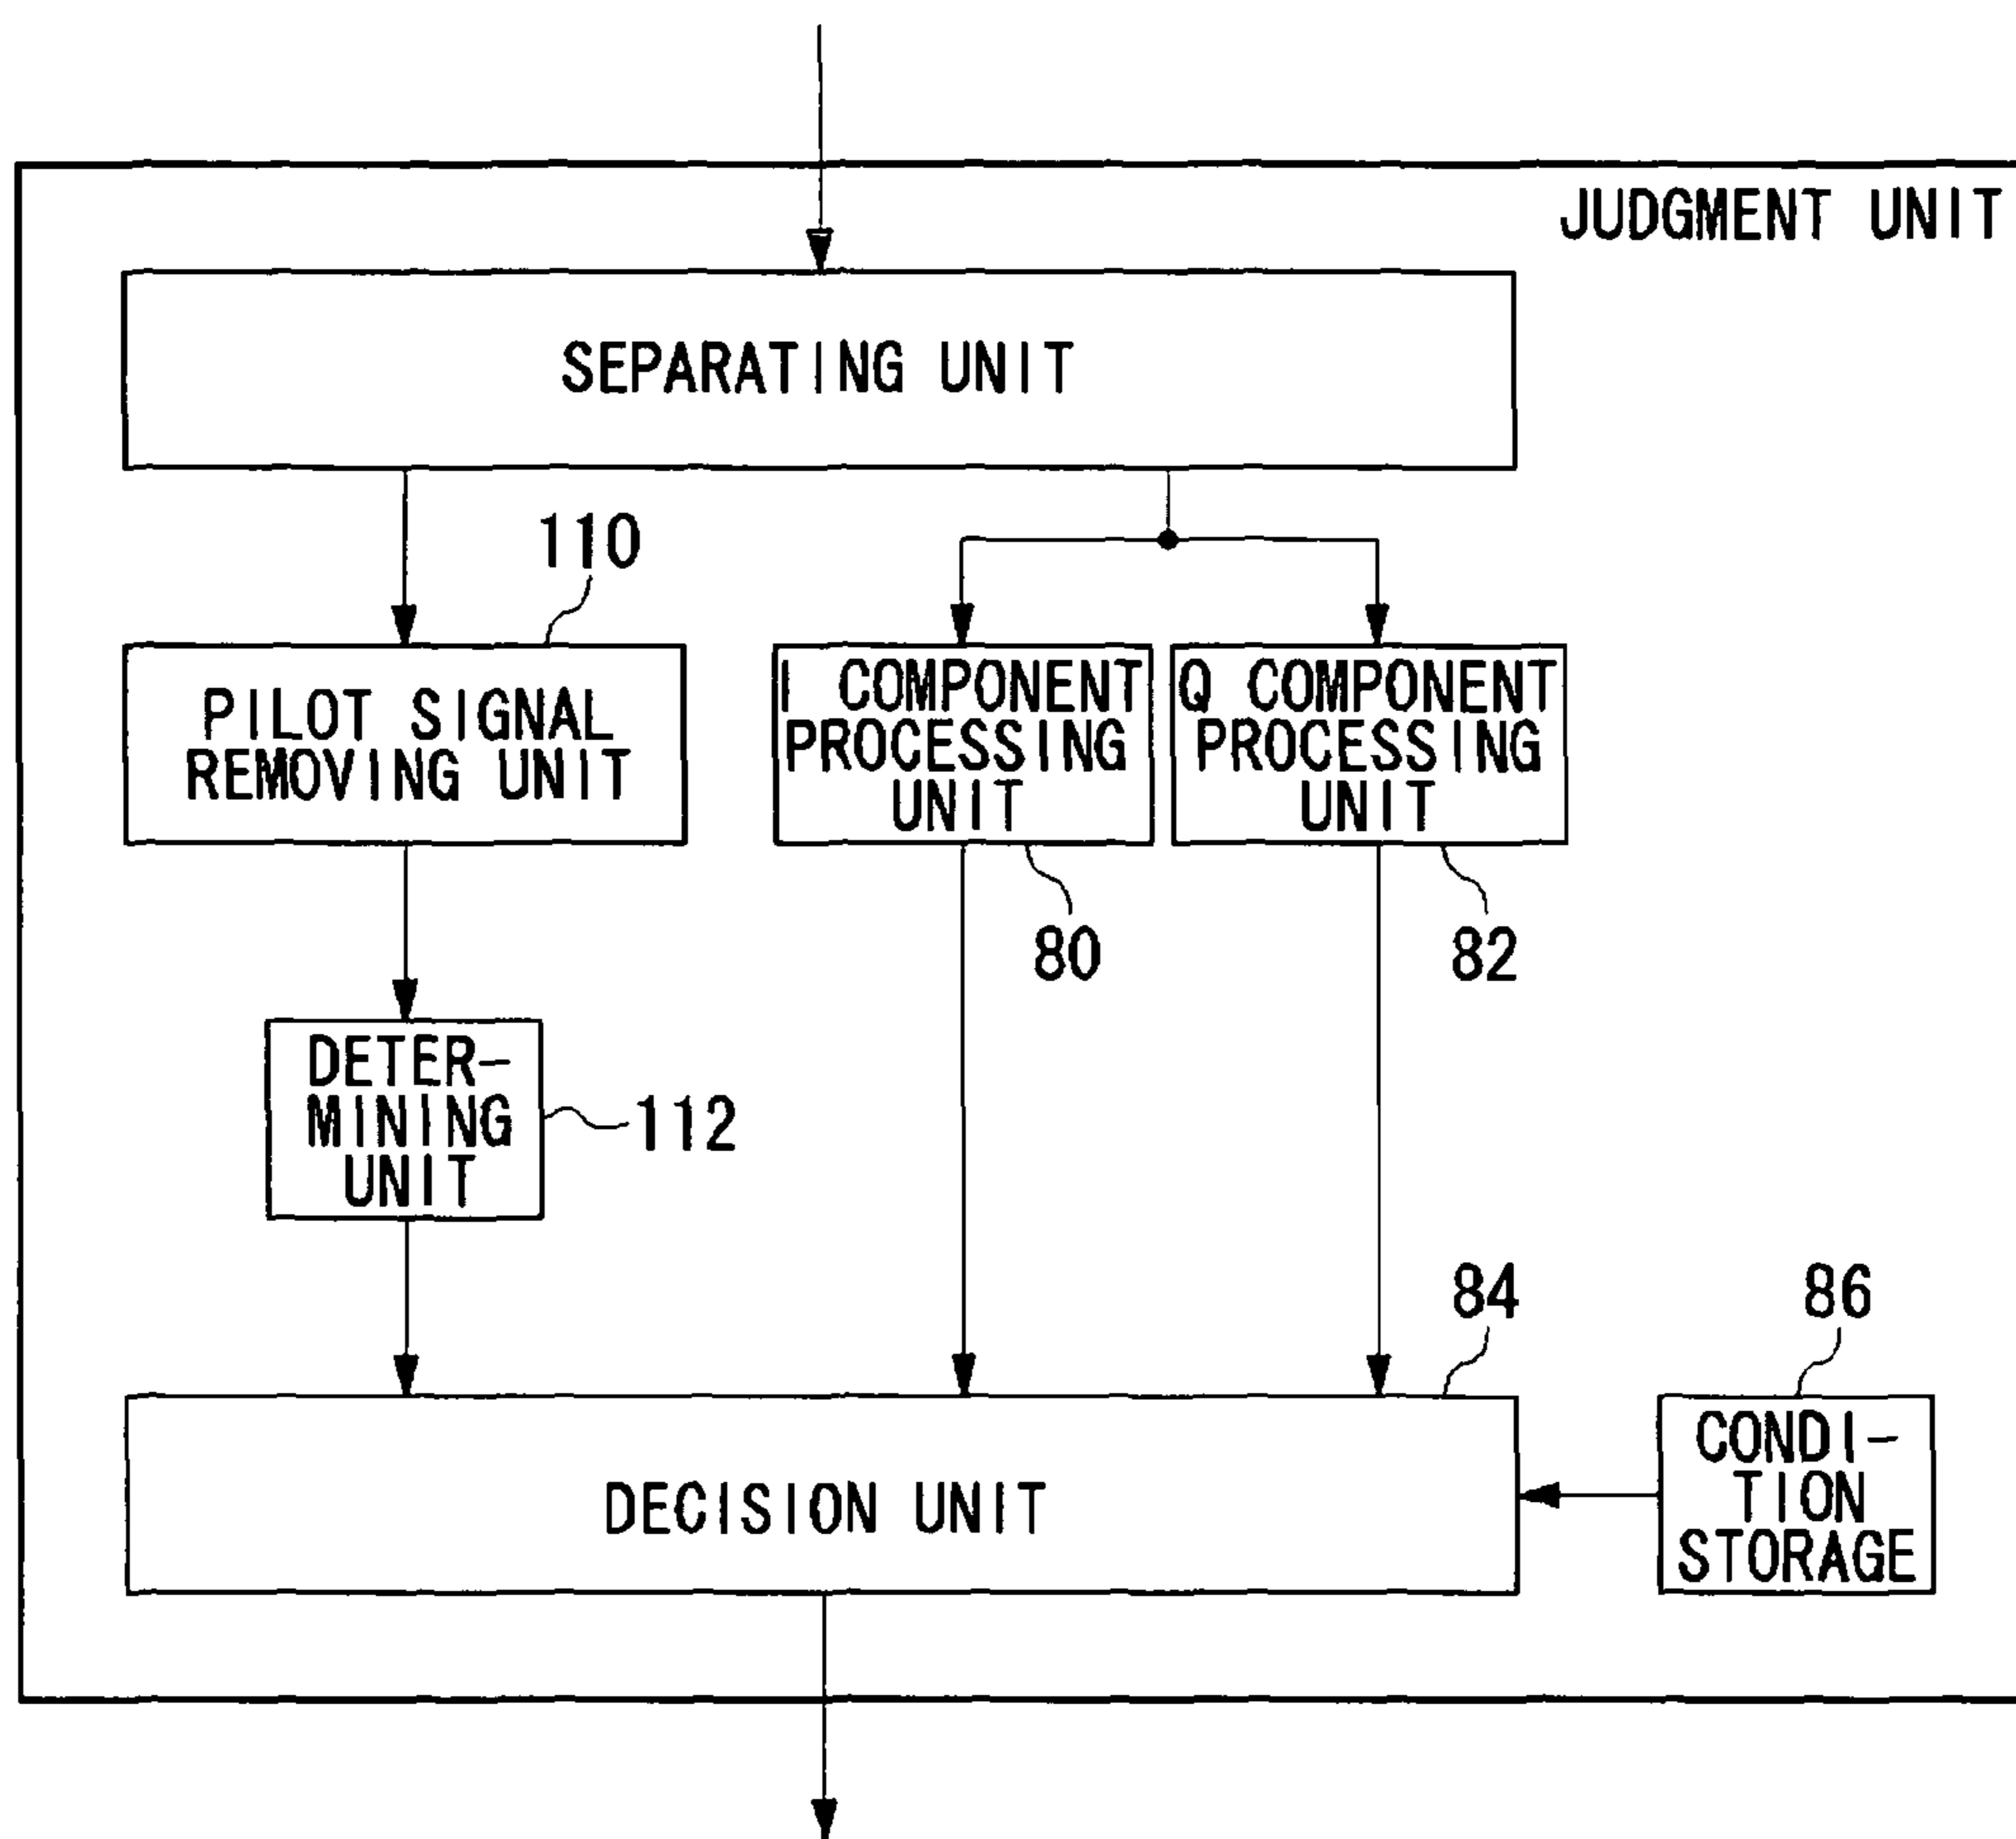 JUDGMENT UNIT
SEPARATING UNIT
110
PILOT SIGNAL
REMOVING UNIT
I COMPONENT
PROCESSING
UNIT
Q COMPONENT
PROCESSING
UNIT
80
82
DETER-
MINING
UNIT
112
84
86
DECISION UNIT
CONDI-
TION
STORAGE